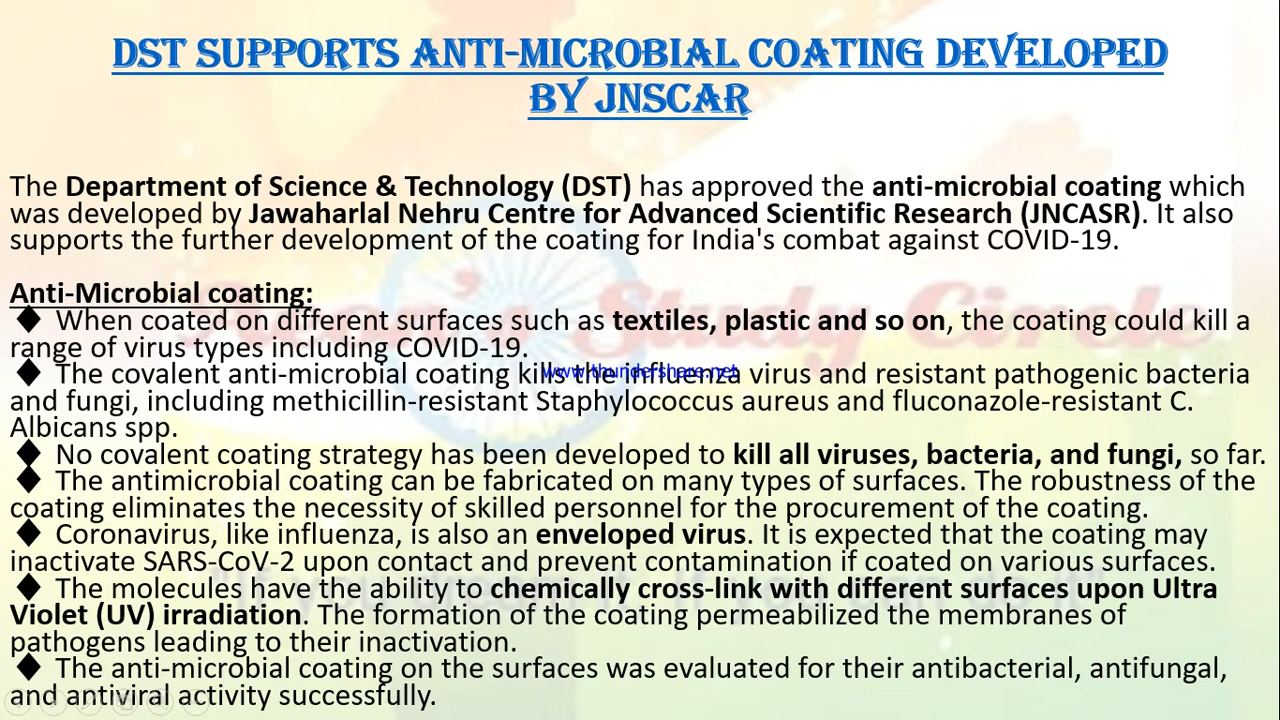 DST SUPPORTS ANTI-MICROBIAL COATING DEVELOPED
BY JNSCAR
The Department of Science & Technology (DST) has approved the anti-microbial coating which
was developed by Jawaharlal Nehru Centre for Advanced Scientific Research (JNCASR). It also
supports the further development of the coating for India's combat against COVID-19.
Anti-Microbial coating:
◆ When coated on different surfaces such as textiles, plastic and so on, the coating could kill a
range of virus types including COVID-19.
◆ The covalent anti-microbial coating kills the influenza virus and resistant pathogenic bacteria
www.thundershare.net
and fungi, including methicillin-resistant Staphylococcus aureus and fluconazole-resistant C.
Albicans spp.
◆ No covalent coating strategy has been developed to kill all viruses, bacteria, and fungi, so far.
◆ The antimicrobial coating can be fabricated on many types of surfaces. The robustness of the
coating eliminates the necessity of skilled personnel for the procurement of the coating.
◆ Coronavirus, like influenza, is also an enveloped virus. It is expected that the coating may
inactivate SARS-CoV-2 upon contact and prevent contamination if coated on various surfaces.
◆ The molecules have the ability to chemically cross-link with different surfaces upon Ultra
Violet (UV) irradiation. The formation of the coating permeabilized the membranes of
pathogens leading to their inactivation.
◆ The anti-microbial coating on the surfaces was evaluated for their antibacterial, antifungal,
and antiviral activity successfully.
Study Circle